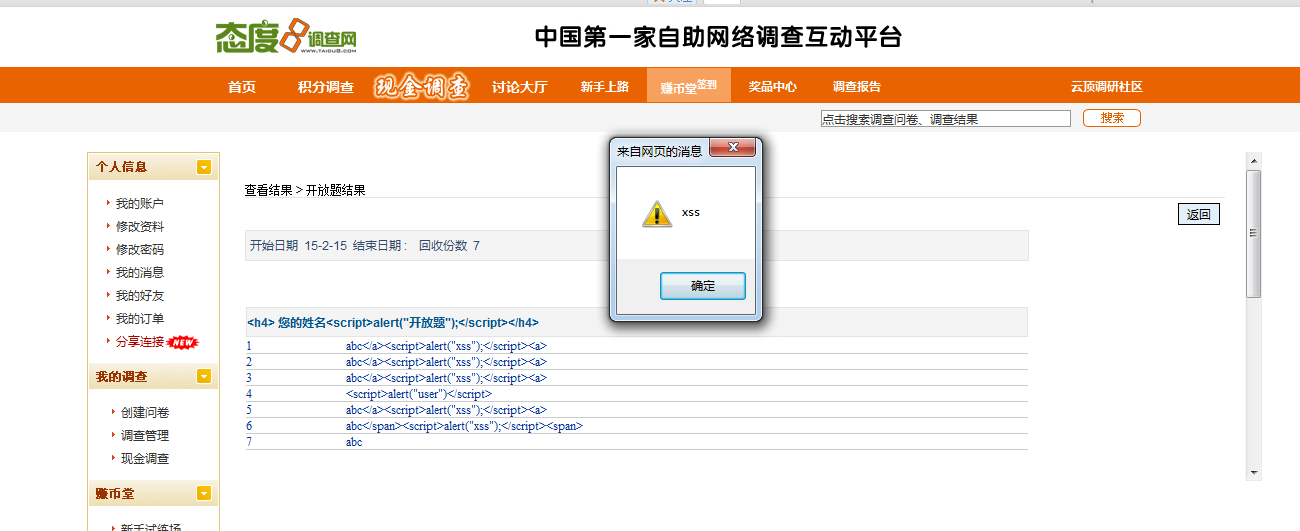 态度8调查网
WWW.TAIDU8.COM
中国第一家自助网络调查互动平台
首页 积分调查 现金调查 讨论大厅 新手上路 赚币堂签到 奖品中心 调查报告 云顶调研社区
点击搜索调查问卷、调查结果 搜索
个人信息
我的账户
修改资料
修改密码
我的消息
我的好友
我的订单
分享连接 NEW
我的调查
创建问卷
调查管理
现金调查
赚币堂
新手试练场
查看结果 > 开放题结果
返回
开始日期 15-2-15 结束日期： 回收份数 7
<h4> 您的姓名<script>alert("开放题");</script></h4>
1 abc</a><script>alert("xss");</script><a>
2 abc</a><script>alert("xss");</script><a>
3 abc</a><script>alert("xss");</script><a>
4 <script>alert("user")</script>
5 abc</a><script>alert("xss");</script><a>
6 abc</span><script>alert("xss");</script><span>
7 abc
来自网页的消息
xss
确定